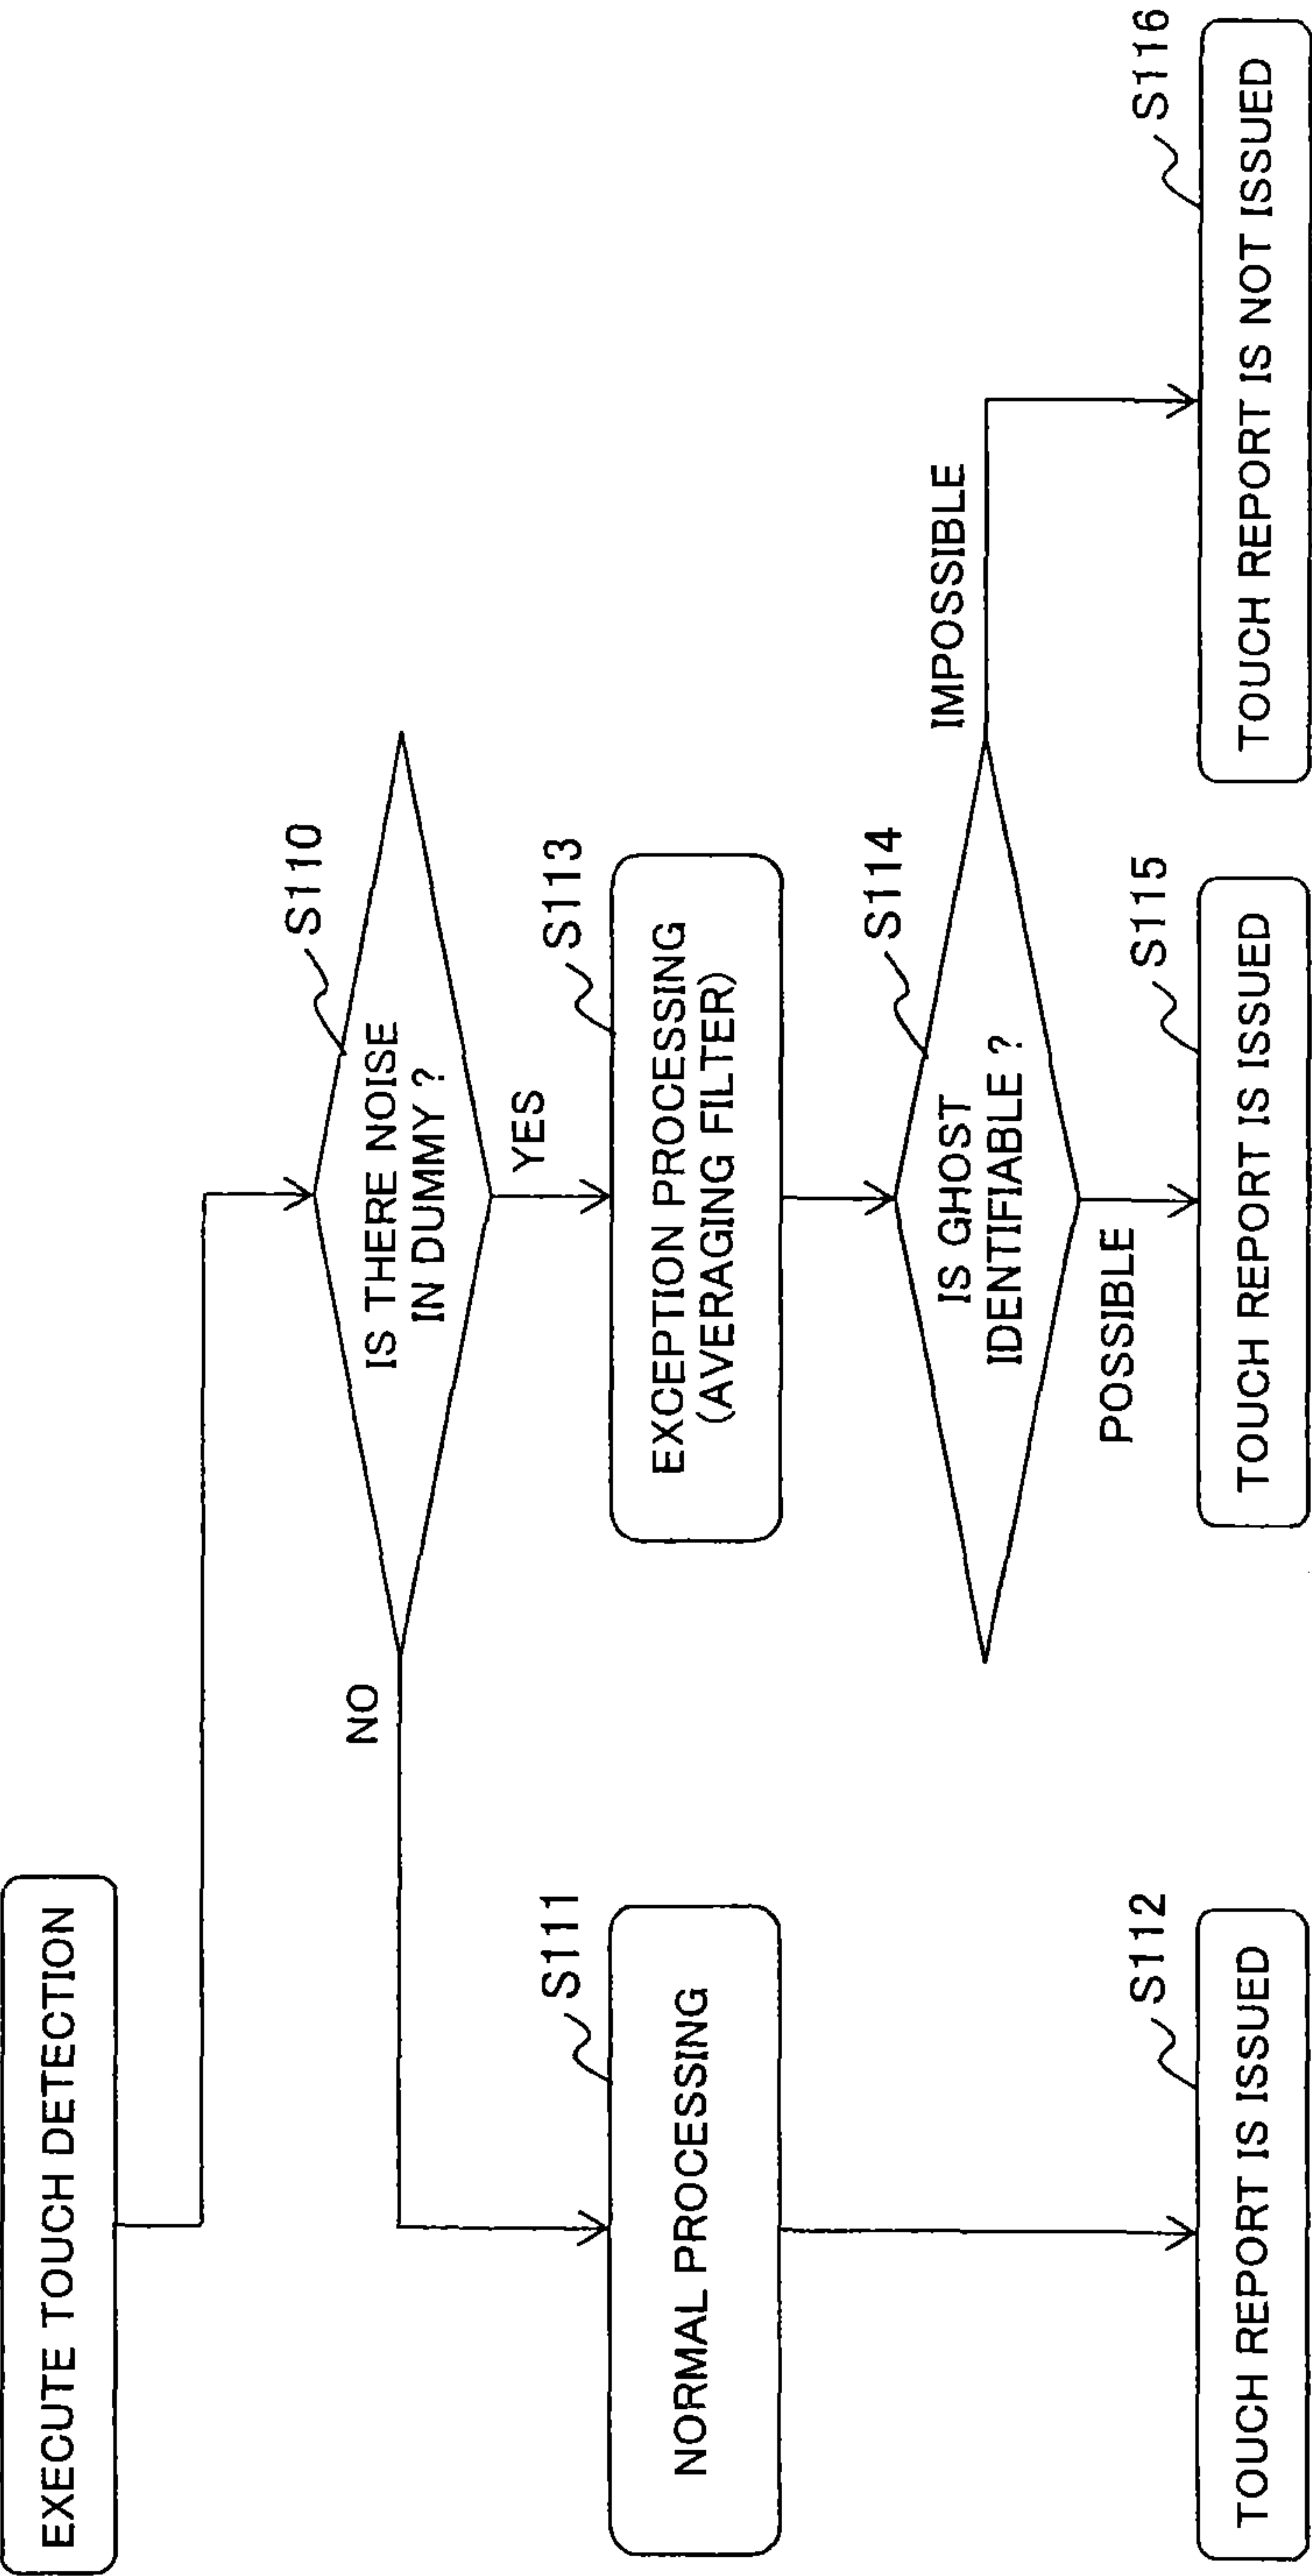 EXECUTE TOUCH DETECTION
S110
IS THERE NOISE
IN DUMMY ?
NO
YES
S111
NORMAL PROCESSING
S113
EXCEPTION PROCESSING
(AVERAGING FILTER)
S114
IS GHOST
IDENTIFIABLE ?
IMPOSSIBLE
POSSIBLE
S112
TOUCH REPORT IS ISSUED
S115
TOUCH REPORT IS ISSUED
S116
TOUCH REPORT IS NOT ISSUED